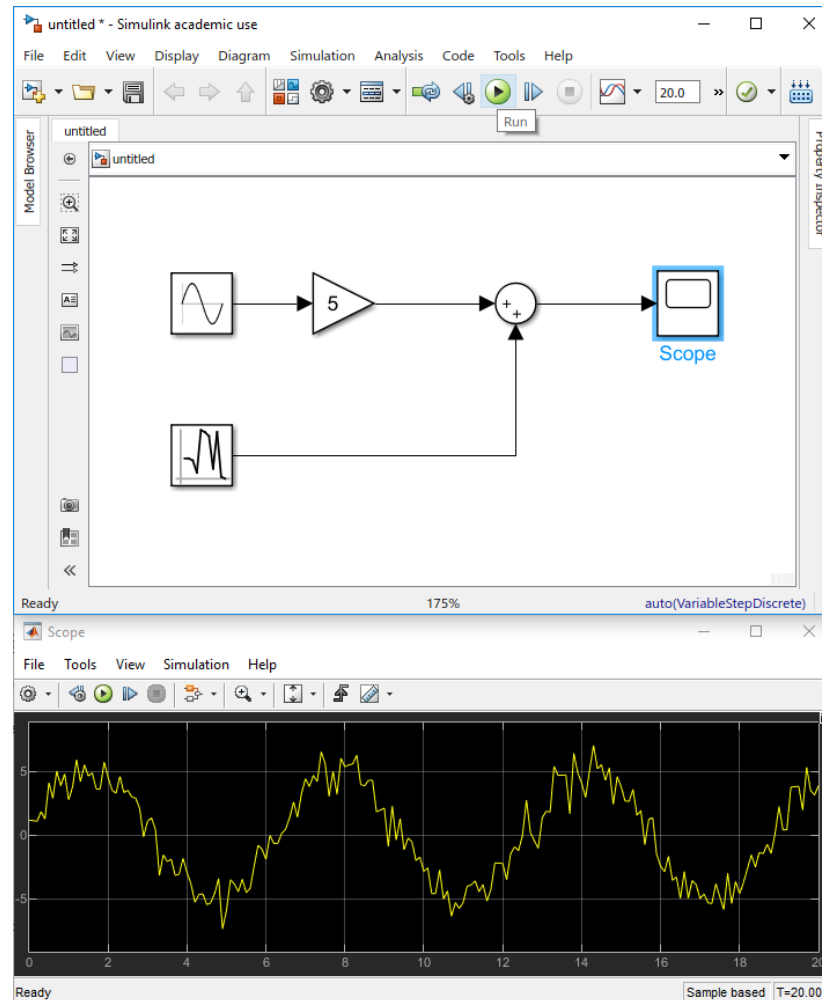 untitled * - Simulink academic use
File Edit View Display Diagram Simulation Analysis Code Tools Help
20.0 »
Run
Model Browser
untitled
Property Inspector
untitled
5
+
+
Scope
Ready 175% auto(VariableStepDiscrete)
Scope
File Tools View Simulation Help
5
0
-5
0 2 4 6 8 10 12 14 16 18 20
Ready Sample based T=20.00